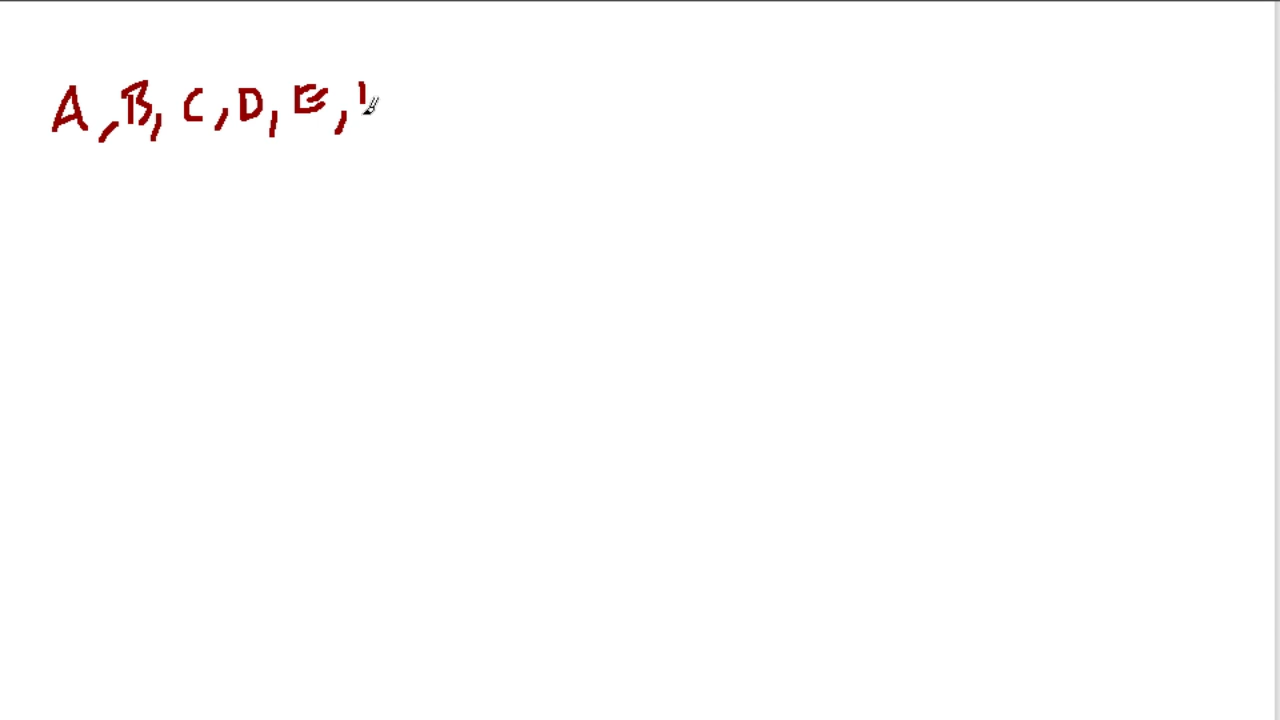 A, B, C, D, E,